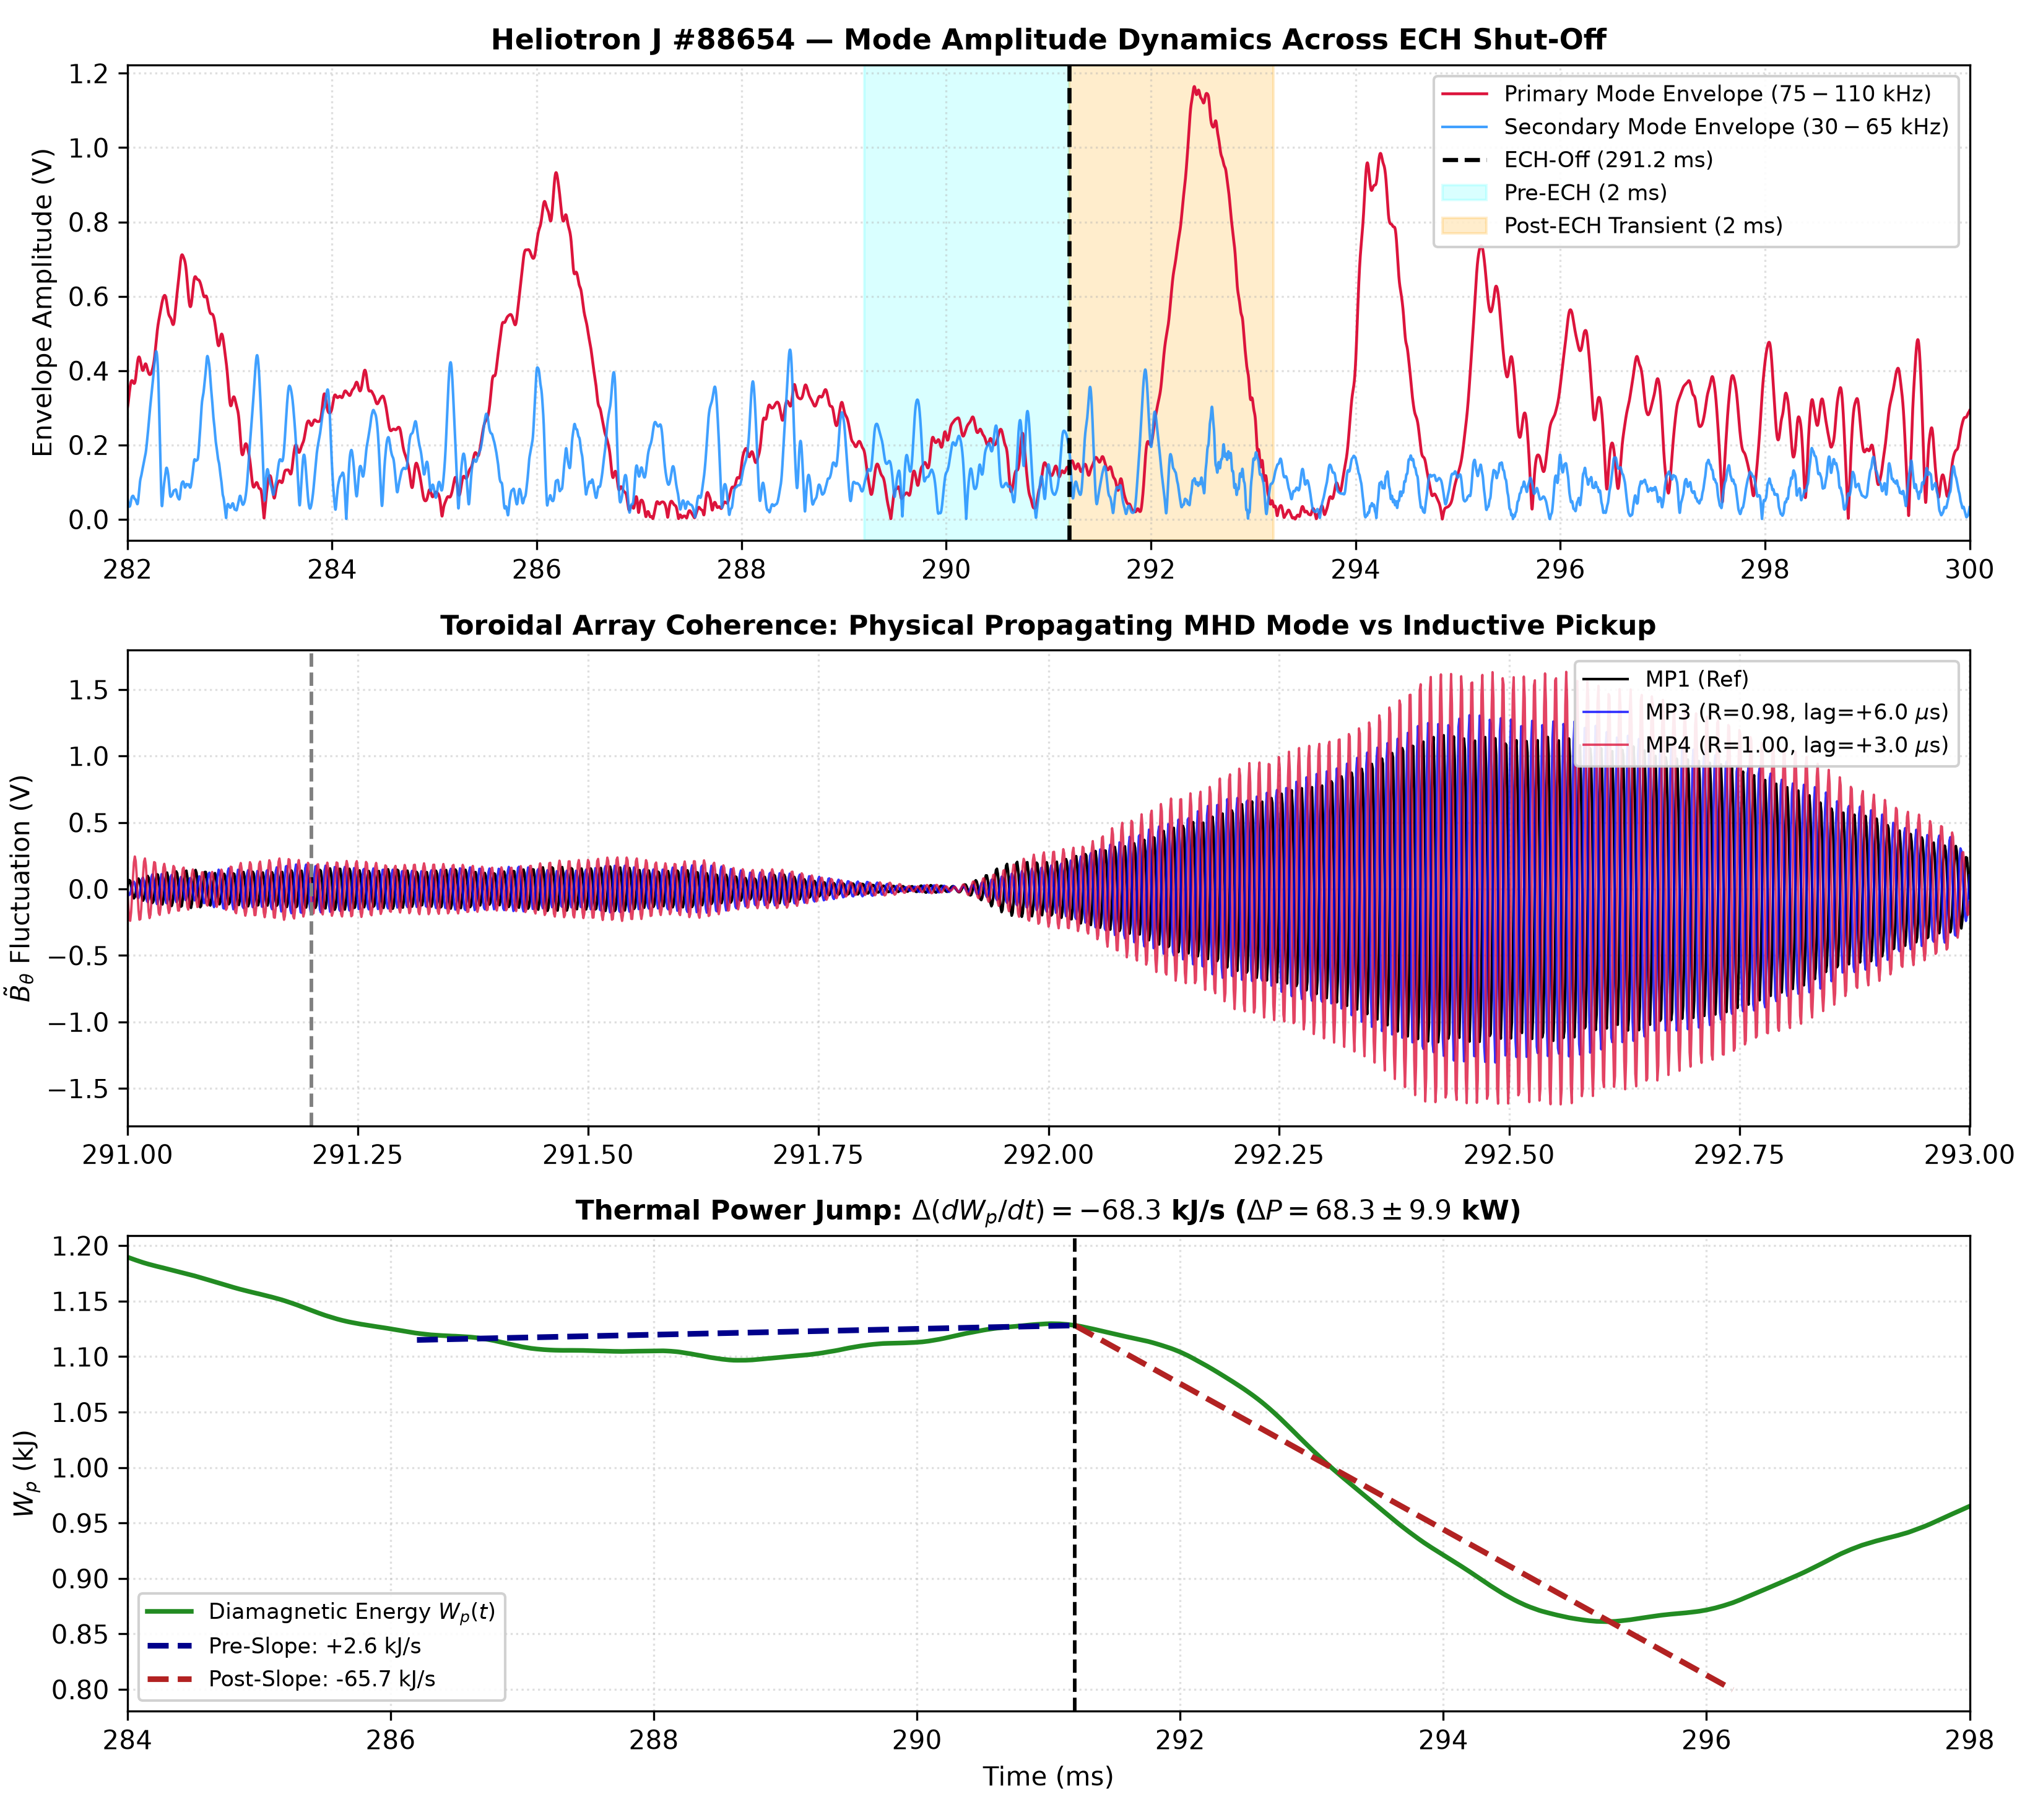 Heliotron J #88654 — Mode Amplitude Dynamics Across ECH Shut-Off
Envelope Amplitude (V)
1.2
1.0
0.8
0.6
0.4
0.2
0.0
Primary Mode Envelope (75 − 110 kHz)
Secondary Mode Envelope (30 − 65 kHz)
ECH-Off (291.2 ms)
Pre-ECH (2 ms)
Post-ECH Transient (2 ms)
282 284 286 288 290 292 294 296 298 300
Toroidal Array Coherence: Physical Propagating MHD Mode vs Inductive Pickup
B̃θ Fluctuation (V)
1.5
1.0
0.5
0.0
−0.5
−1.0
−1.5
MP1 (Ref)
MP3 (R=0.98, lag=+6.0 μs)
MP4 (R=1.00, lag=+3.0 μs)
291.00 291.25 291.50 291.75 292.00 292.25 292.50 292.75 293.00
Thermal Power Jump: Δ(dWp/dt) = −68.3 kJ/s (ΔP = 68.3 ± 9.9 kW)
Wp (kJ)
1.20
1.15
1.10
1.05
1.00
0.95
0.90
0.85
0.80
Diamagnetic Energy Wp(t)
Pre-Slope: +2.6 kJ/s
Post-Slope: -65.7 kJ/s
284 286 288 290 292 294 296 298
Time (ms)